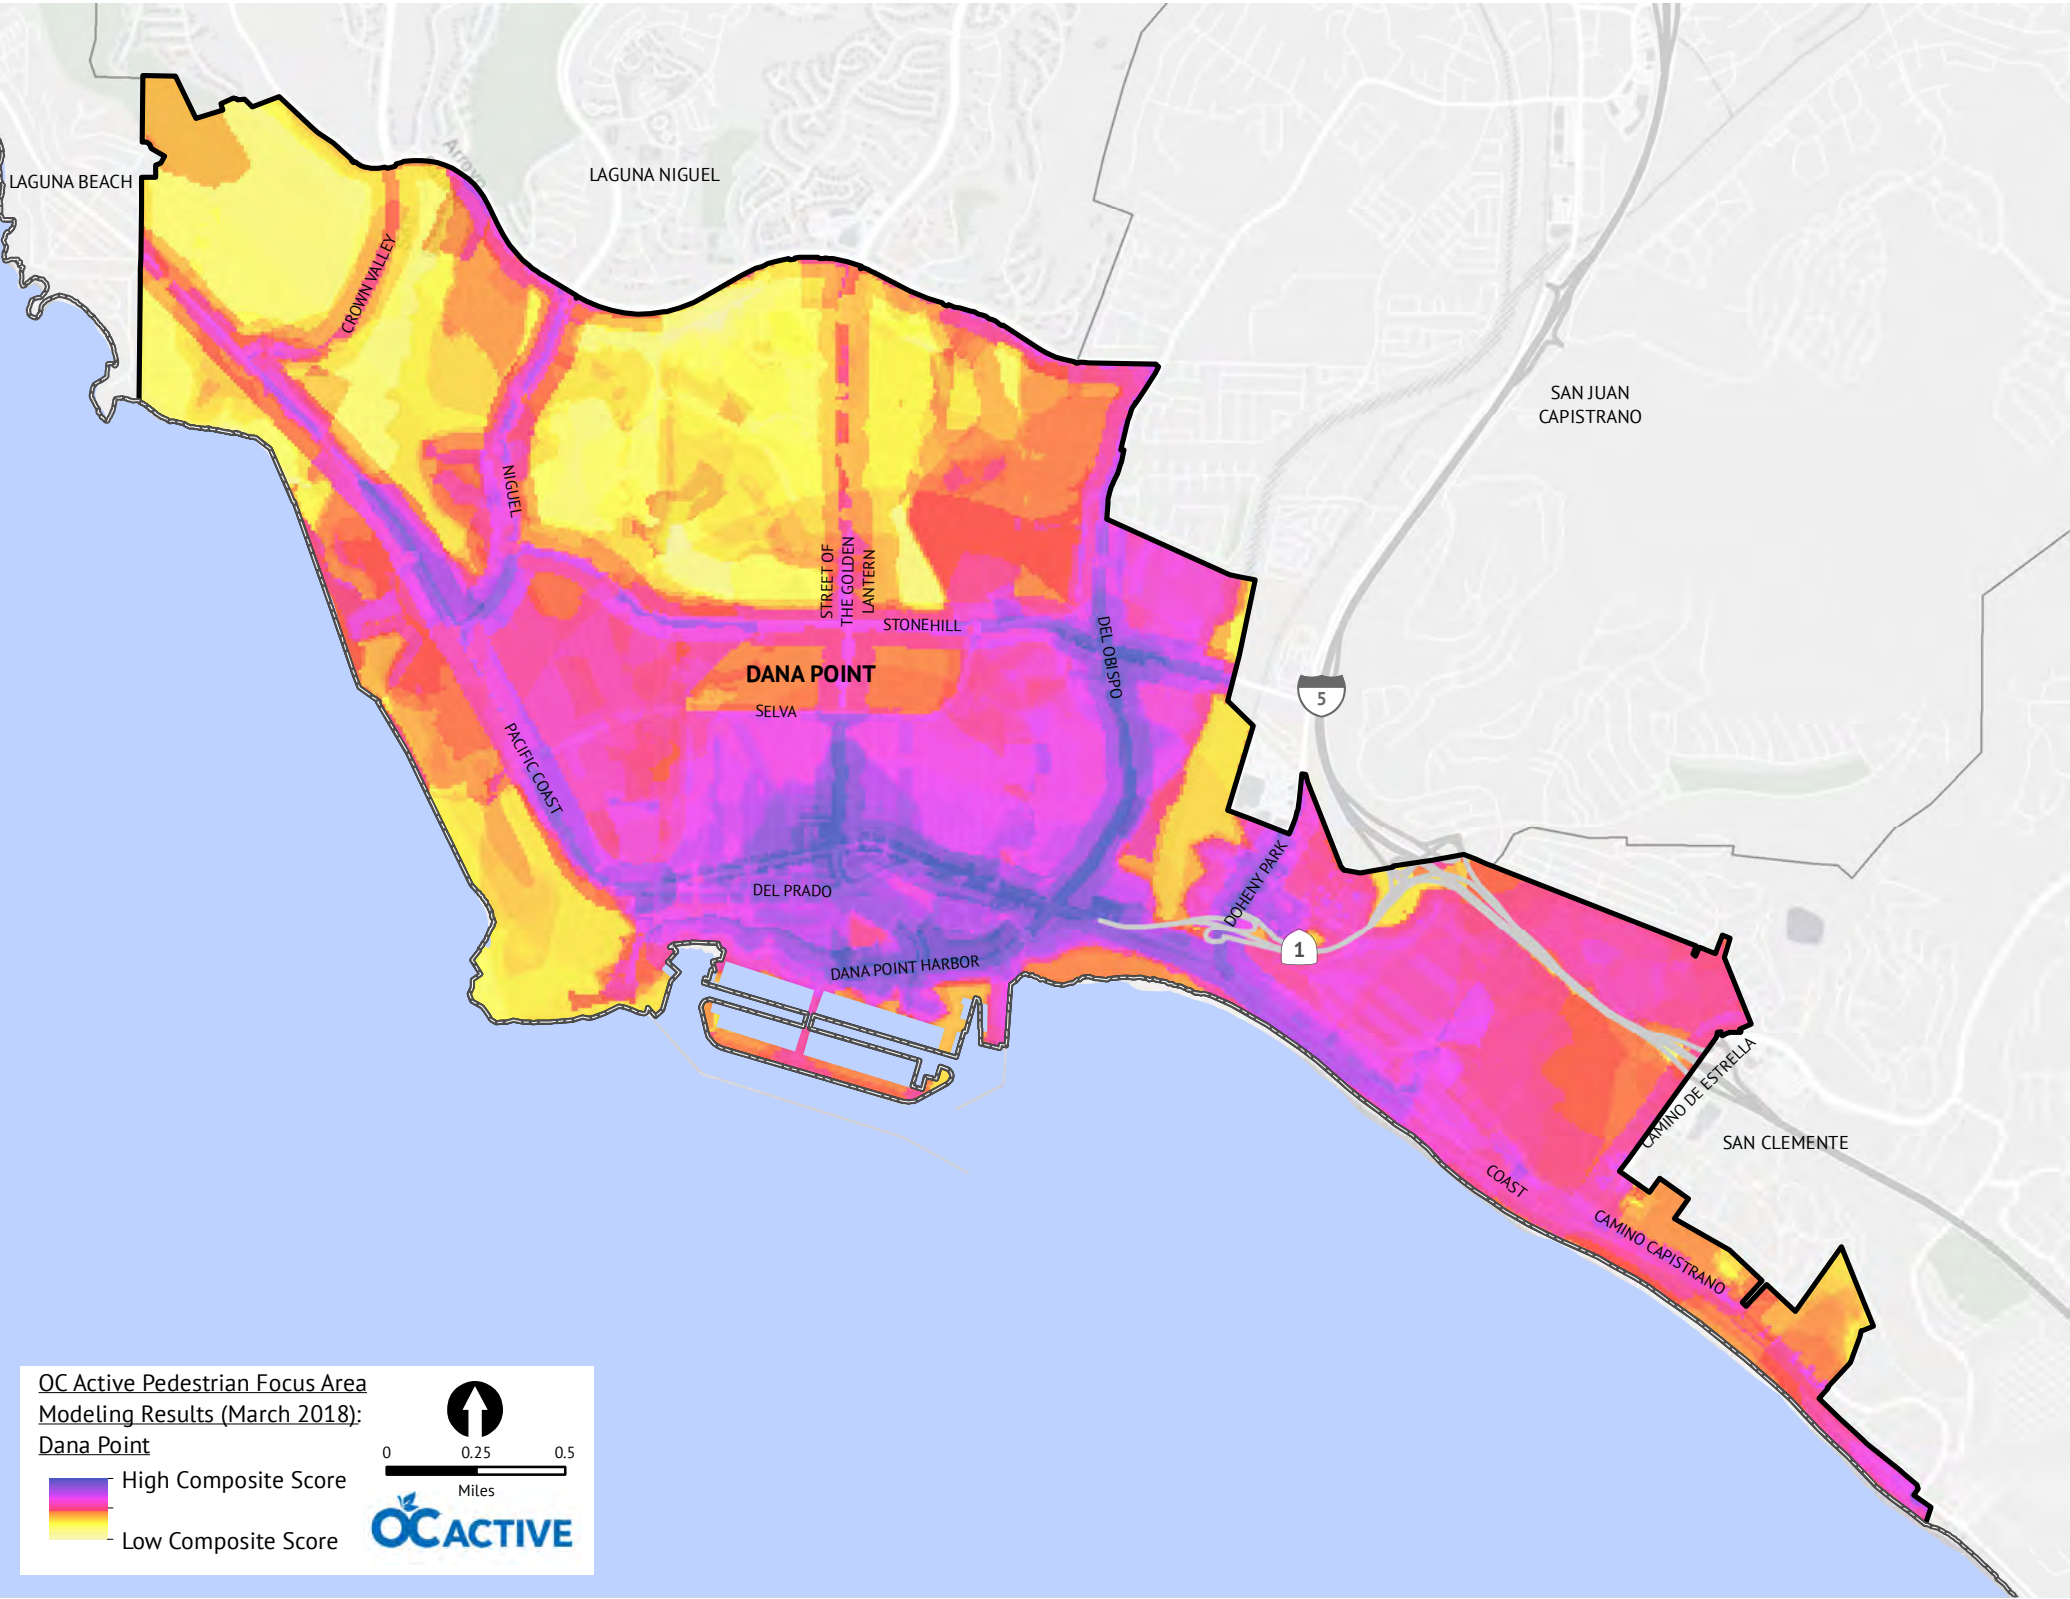 Arroyo
LAGUNA BEACH
LAGUNA NIGUEL
CROWN VALLEY
SAN JUAN
CAPISTRANO
NIGUEL
STREET OF
THE GOLDEN
LANTERN
STONEHILL
DEL OBISPO
DANA POINT
SELVA
5
PACIFIC COAST
DEL PRADO
DOHENY PARK
1
DANA POINT HARBOR
CAMINO DE ESTRELLA
SAN CLEMENTE
COAST
CAMINO CAPISTRANO
OC Active Pedestrian Focus Area
Modeling Results (March 2018):
Dana Point
High Composite Score
Low Composite Score
0 0.25 0.5
Miles
OC ACTIVE